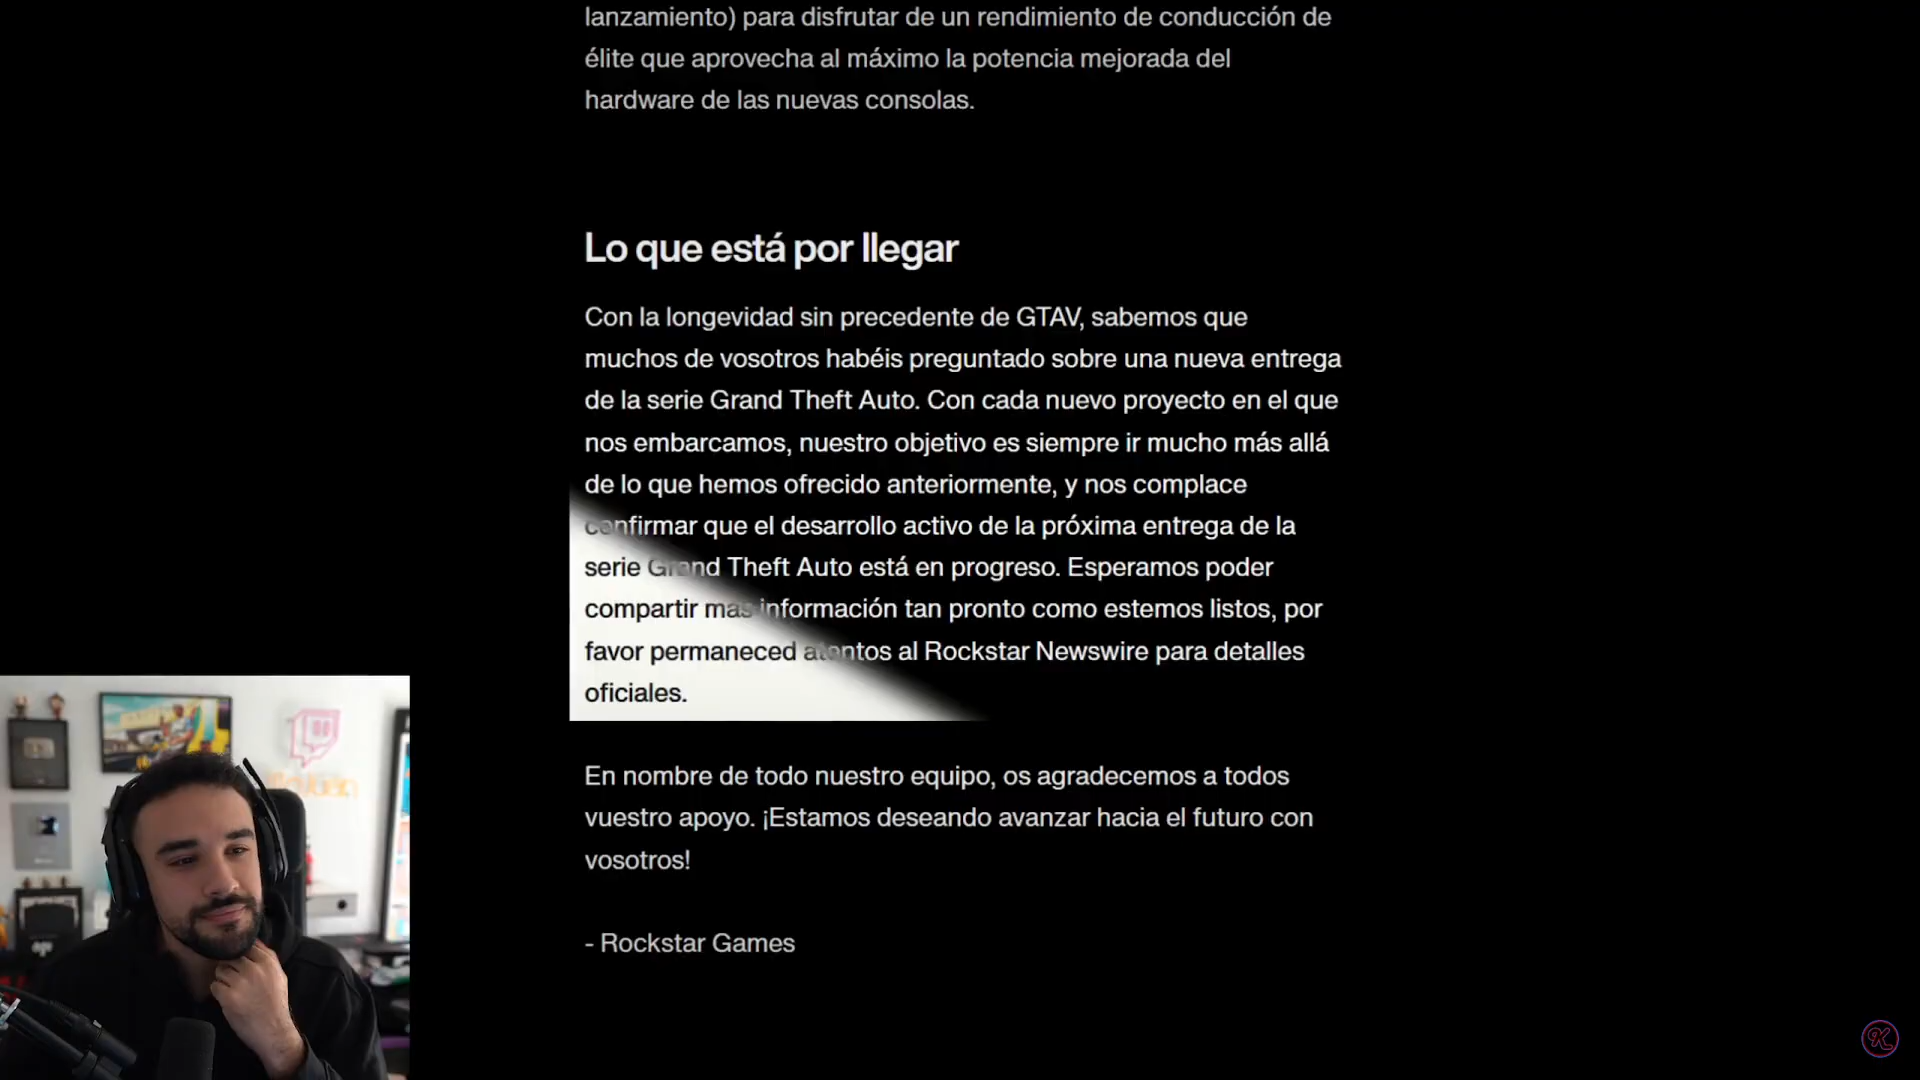 lanzamiento) para disfrutar de un rendimiento de conducción de
élite que aprovecha al máximo la potencia mejorada del
hardware de las nuevas consolas.
Lo que está por llegar
Con la longevidad sin precedente de GTAV, sabemos que
muchos de vosotros habéis preguntado sobre una nueva entrega
de la serie Grand Theft Auto. Con cada nuevo proyecto en el que
nos embarcamos, nuestro objetivo es siempre ir mucho más allá
de lo que hemos ofrecido anteriormente, y nos complace
confirmar que el desarrollo activo de la próxima entrega de la
serie Grand Theft Auto está en progreso. Esperamos poder
compartir más información tan pronto como estemos listos, por
favor permaneced atentos al Rockstar Newswire para detalles
oficiales.
En nombre de todo nuestro equipo, os agradecemos a todos
vuestro apoyo. ¡Estamos deseando avanzar hacia el futuro con
vosotros!
- Rockstar Games